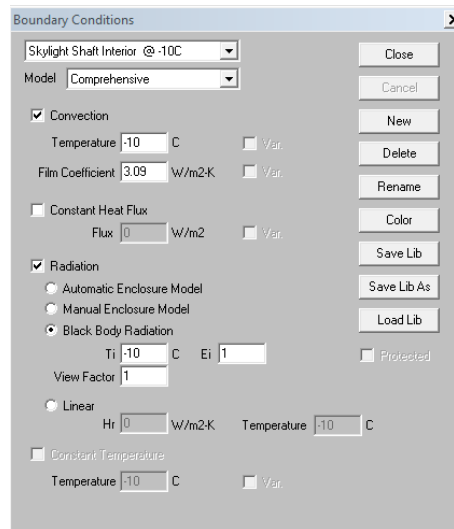 Boundary Conditions
Skylight Shaft Interior @ -10C
Close
Model Comprehensive
Cancel
Convection
New
Temperature -10 C Var.
Delete
Film Coefficient 3.09 W/m2-K Var.
Rename
Constant Heat Flux
Color
Flux 0 W/m2 Var.
Save Lib
Radiation
Automatic Enclosure Model
Save Lib As
Manual Enclosure Model
Load Lib
Black Body Radiation
Ti -10 C Ei 1
Protected
View Factor 1
Linear
Hr 0 W/m2-K Temperature -10 C
Constant Temperature
Temperature -10 C Var.